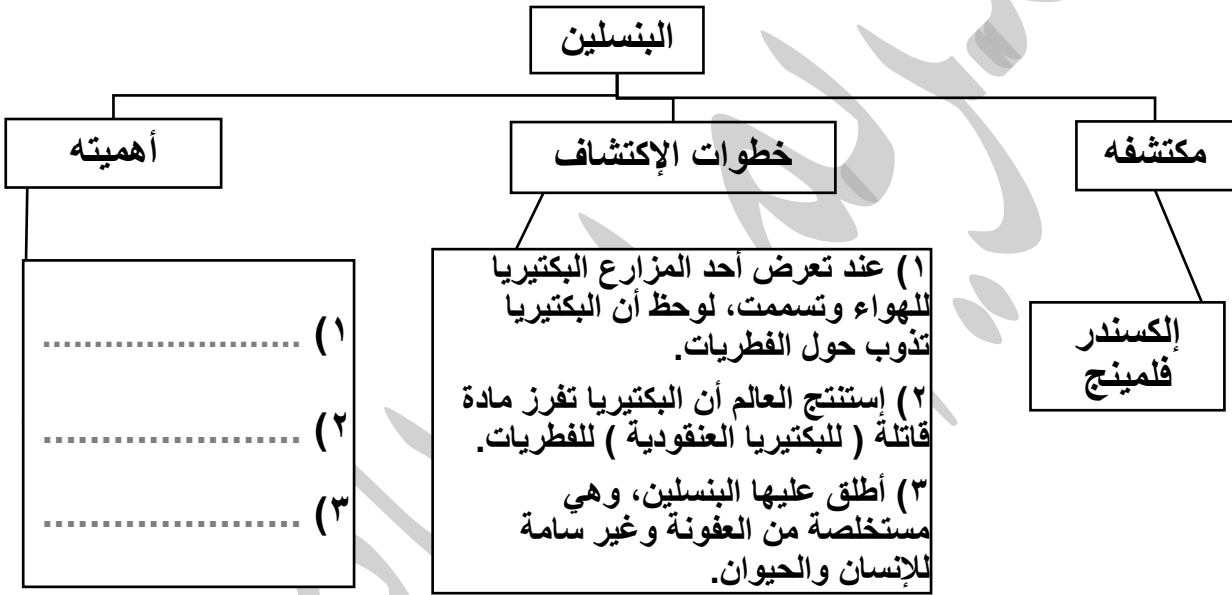 البنسلين
مكتشفه
خطوات الإكتشاف
أهميته
إلكسندر
فلمينج
١) عند تعرض أحد المزارع البكتيريا
للهواء وتسممت، لوحظ أن البكتيريا
تذوب حول الفطريات.
٢) إستنتج العالم أن البكتيريا تفرز مادة
قاتلة ( للبكتيريا العنقودية ) للفطريات.
٣) أطلق عليها البنسلين، وهي
مستخلصة من العفونة وغير سامة
للإنسان والحيوان.
١) ......................
٢) ......................
٣) ......................